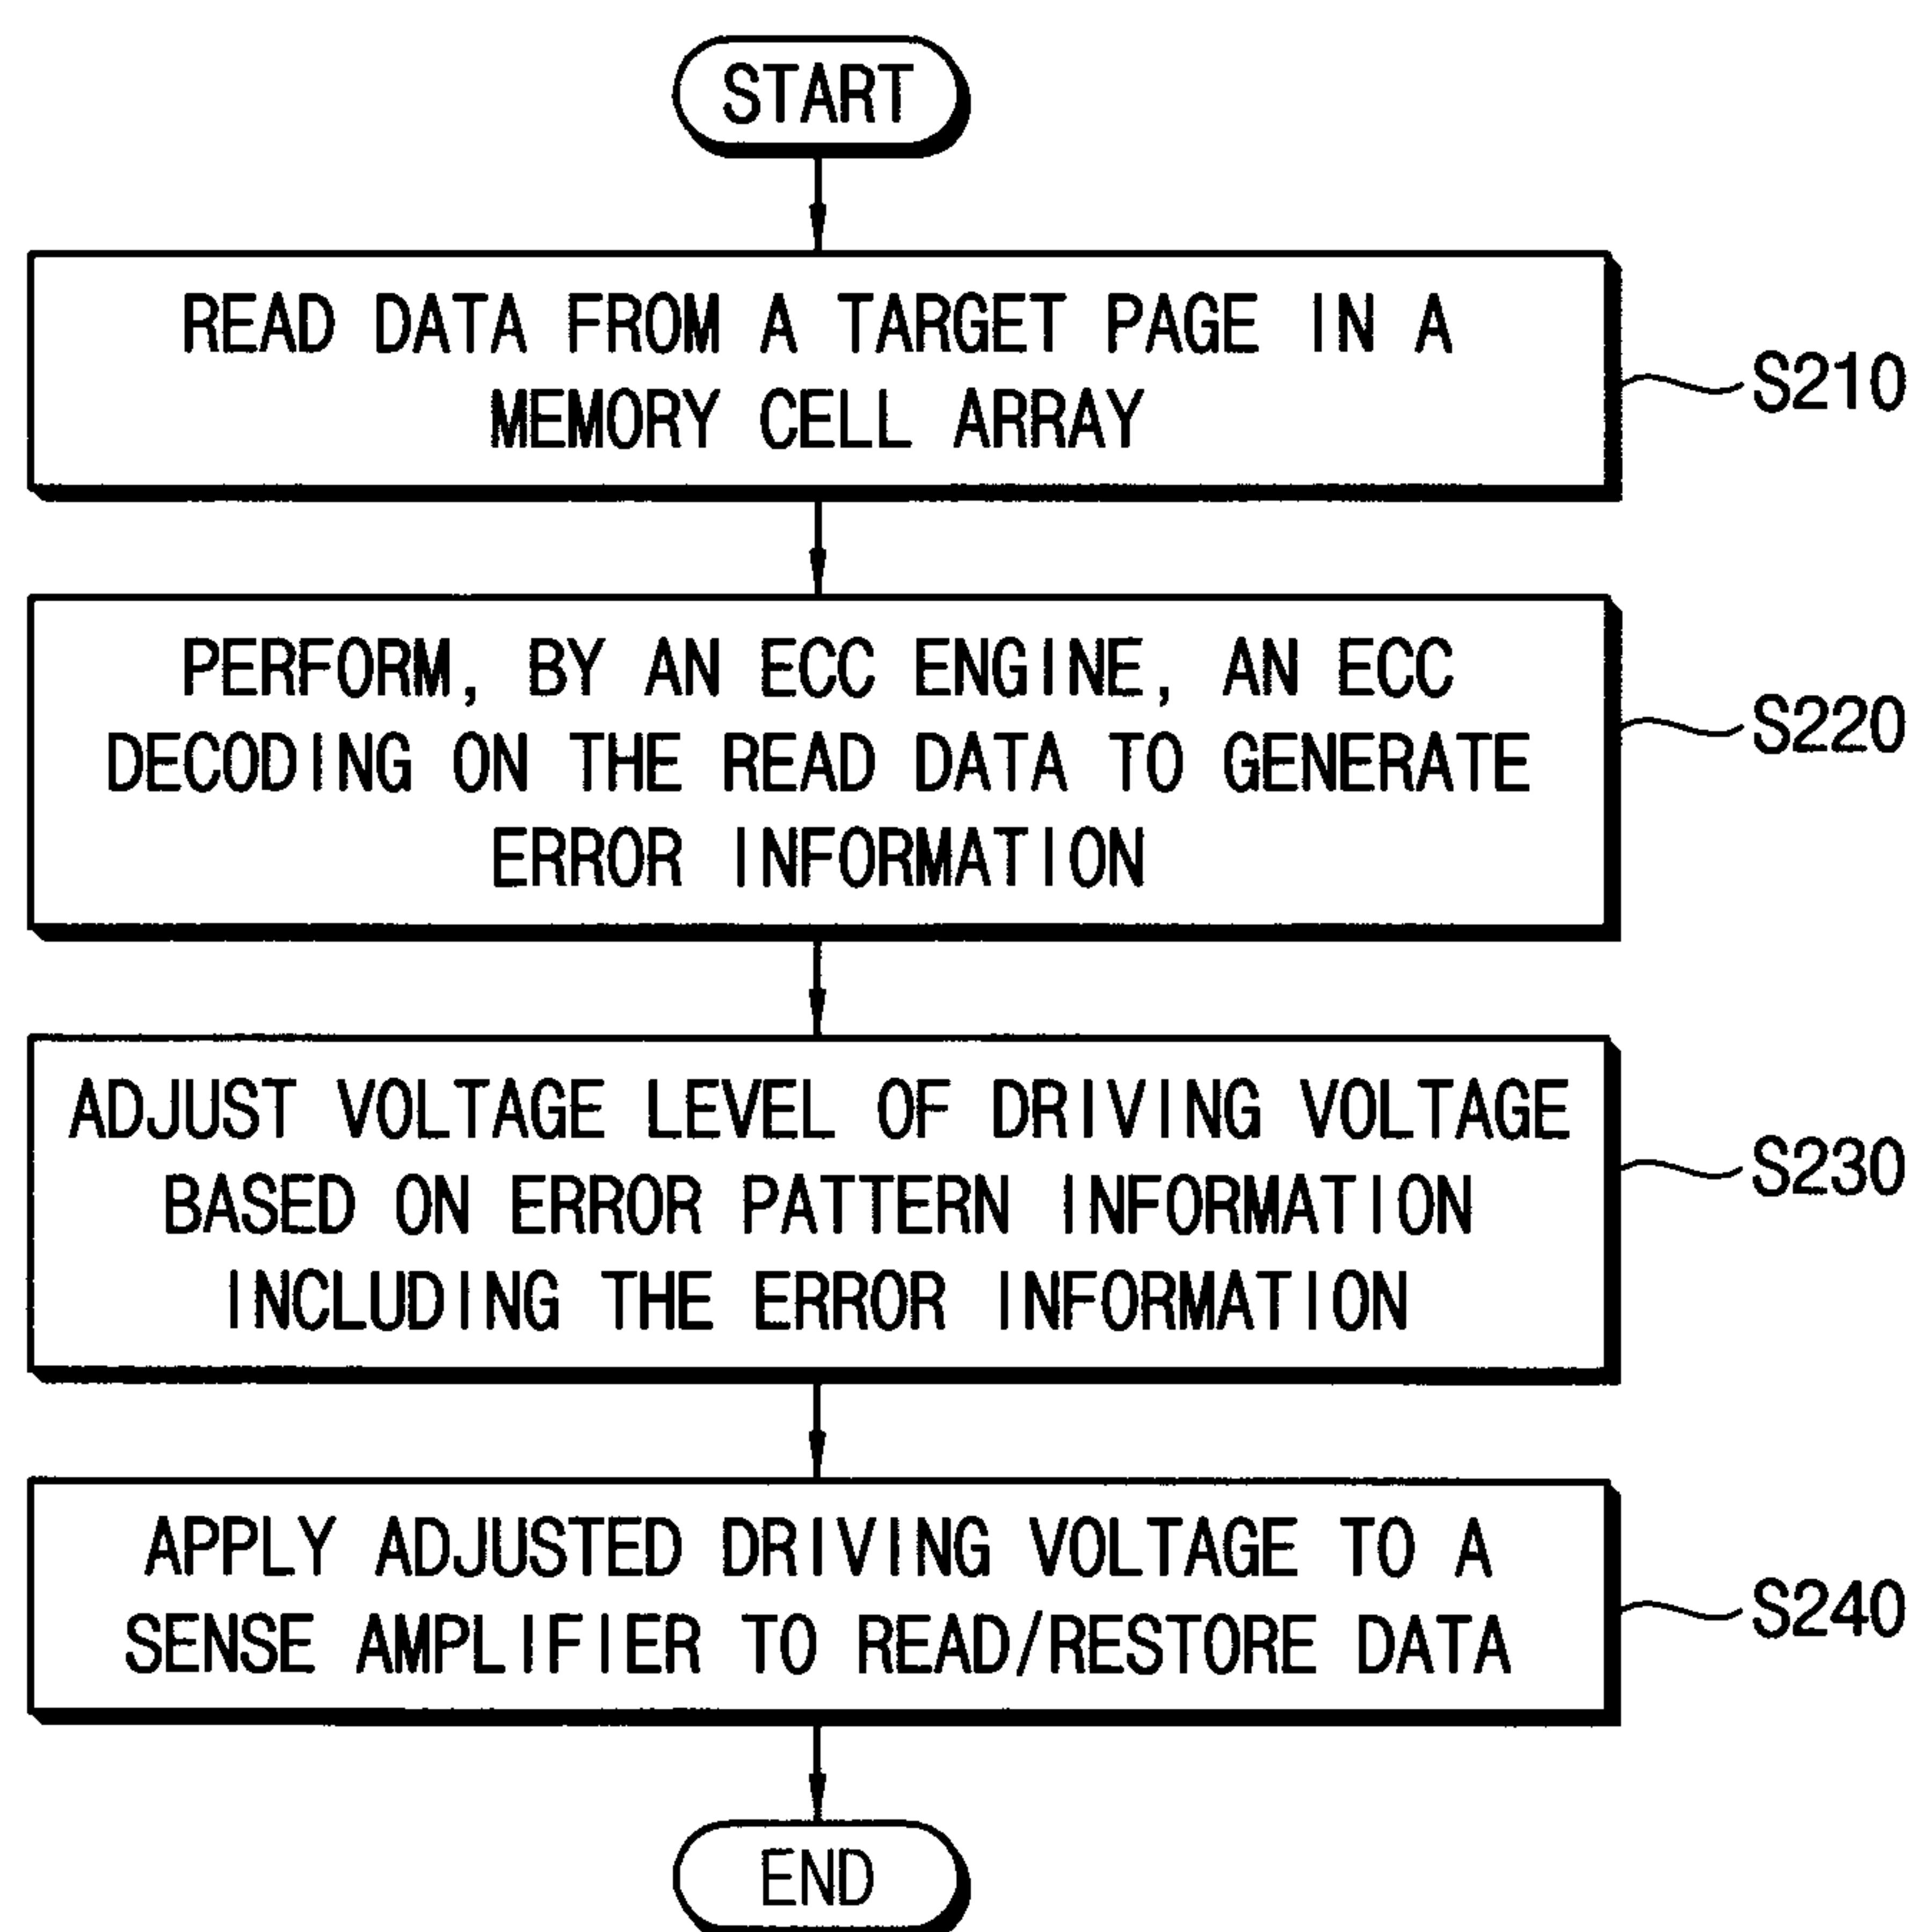 START
READ DATA FROM A TARGET PAGE IN A
MEMORY CELL ARRAY
S210
PERFORM, BY AN ECC ENGINE, AN ECC
DECODING ON THE READ DATA TO GENERATE
ERROR INFORMATION
S220
ADJUST VOLTAGE LEVEL OF DRIVING VOLTAGE
BASED ON ERROR PATTERN INFORMATION
INCLUDING THE ERROR INFORMATION
S230
APPLY ADJUSTED DRIVING VOLTAGE TO A
SENSE AMPLIFIER TO READ/RESTORE DATA
S240
END